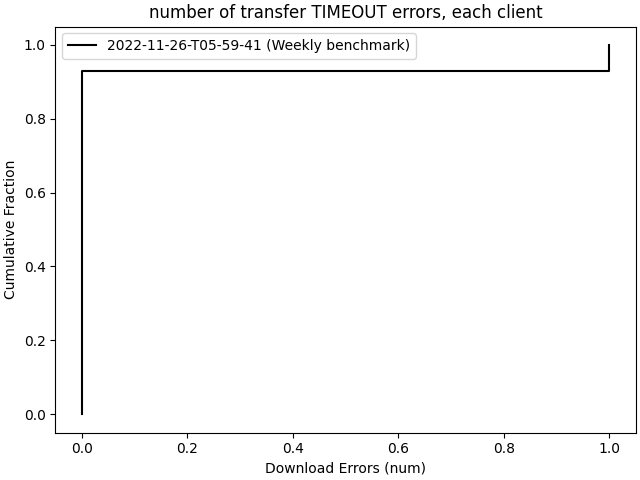 number of transfer TIMEOUT errors, each client
2022-11-26-T05-59-41 (Weekly benchmark)
Cumulative Fraction
1.0
0.8
0.6
0.4
0.2
0.0
0.0 0.2 0.4 0.6 0.8 1.0
Download Errors (num)